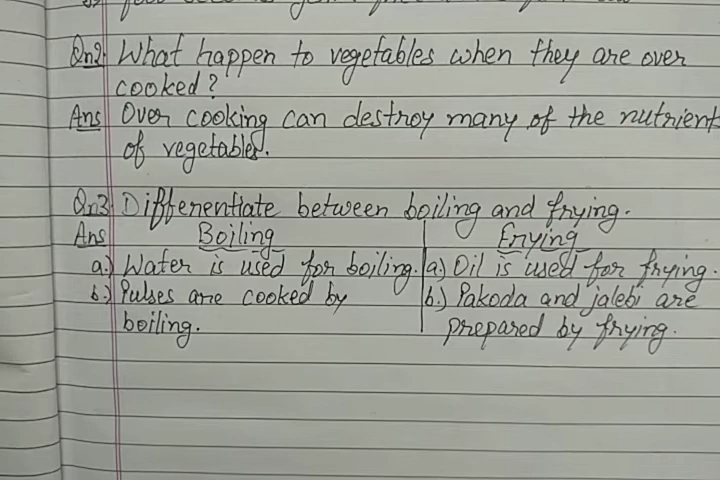 Qn2. What happen to vegetables when they are over
cooked?
Ans Over cooking can destroy many of the nutrient
of vegetables.
Qn3. Differentiate between boiling and frying.
Ans Boiling Frying
a.) Water is used for boiling. a.) Oil is used for frying.
b.) Pulses are cooked by b.) Pakoda and jalebi are
boiling. prepared by frying.